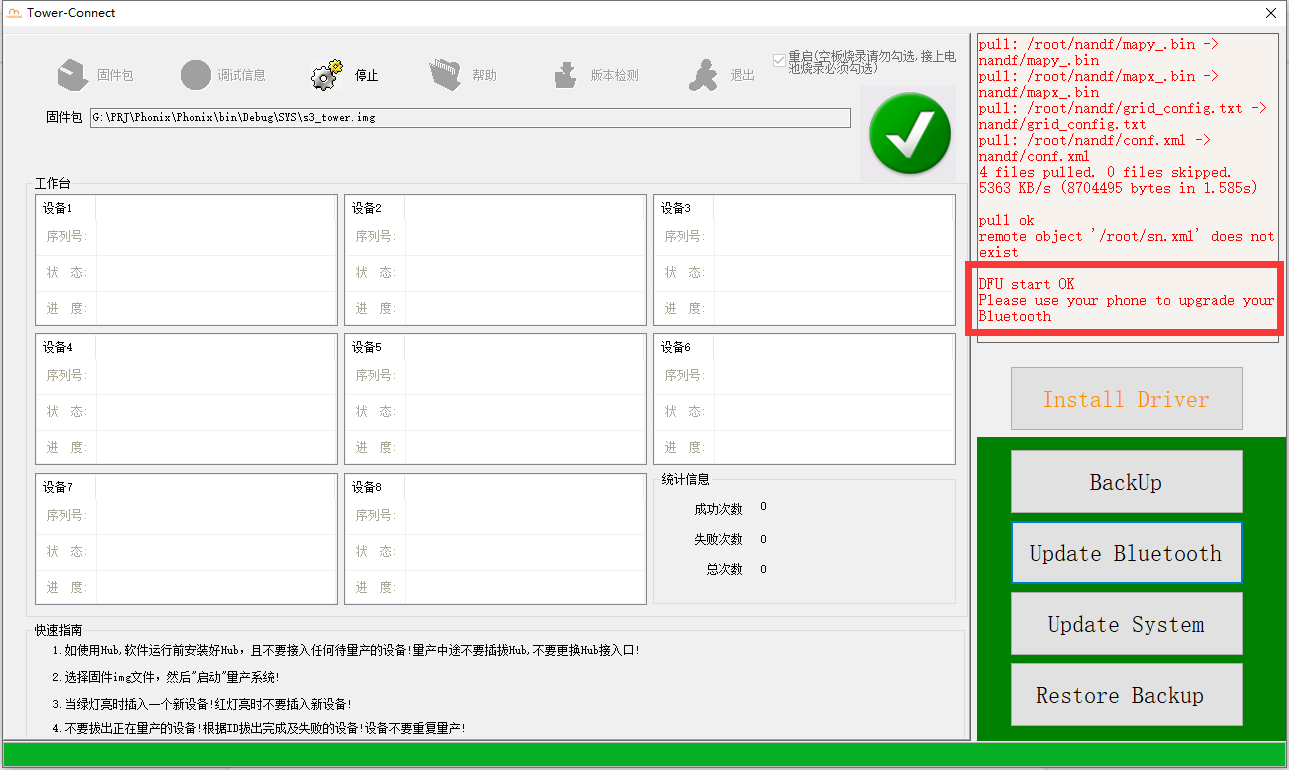 Tower-Connect
固件包
调试信息
停止
帮助
版本检测
退出
重启(空板烧录请勿勾选,接上电
池烧录必须勾选)
固件包
G:\PRJ\Phonix\Phonix\bin\Debug\SYS\s3_tower.img
工作台
设备1
序列号:
状 态:
进 度:
设备2
序列号:
状 态:
进 度:
设备3
序列号:
状 态:
进 度:
设备4
序列号:
状 态:
进 度:
设备5
序列号:
状 态:
进 度:
设备6
序列号:
状 态:
进 度:
设备7
序列号:
状 态:
进 度:
设备8
序列号:
状 态:
进 度:
统计信息
成功次数 0
失败次数 0
总次数 0
快速指南
1.如使用Hub,软件运行前安装好Hub，且不要接入任何待量产的设备!量产中途不要插拔Hub,不要更换Hub接入口!
2.选择固件img文件，然后"启动"量产系统!
3.当绿灯亮时插入一个新设备!红灯亮时不要插入新设备!
4.不要拔出正在量产的设备!根据ID拔出完成及失败的设备!设备不要重复量产!
pull: /root/nandf/mapy_.bin ->
nandf/mapy_.bin
pull: /root/nandf/mapx_.bin ->
nandf/mapx_.bin
pull: /root/nandf/grid_config.txt ->
nandf/grid_config.txt
pull: /root/nandf/conf.xml ->
nandf/conf.xml
4 files pulled. 0 files skipped.
5363 KB/s (8704495 bytes in 1.585s)
pull ok
remote object '/root/sn.xml' does not
exist
DFU start OK
Please use your phone to upgrade your
Bluetooth
Install Driver
BackUp
Update Bluetooth
Update System
Restore Backup